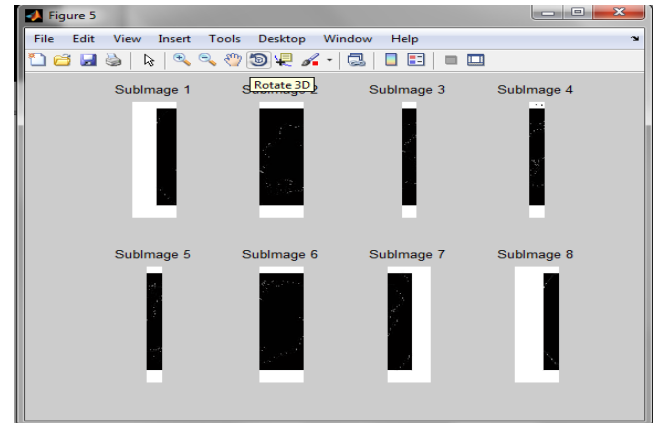 Figure 5
File Edit View Insert Tools Desktop Window Help
Rotate 3D
SubImage 1 2 SubImage 3 SubImage 4
SubImage 5 SubImage 6 SubImage 7 SubImage 8